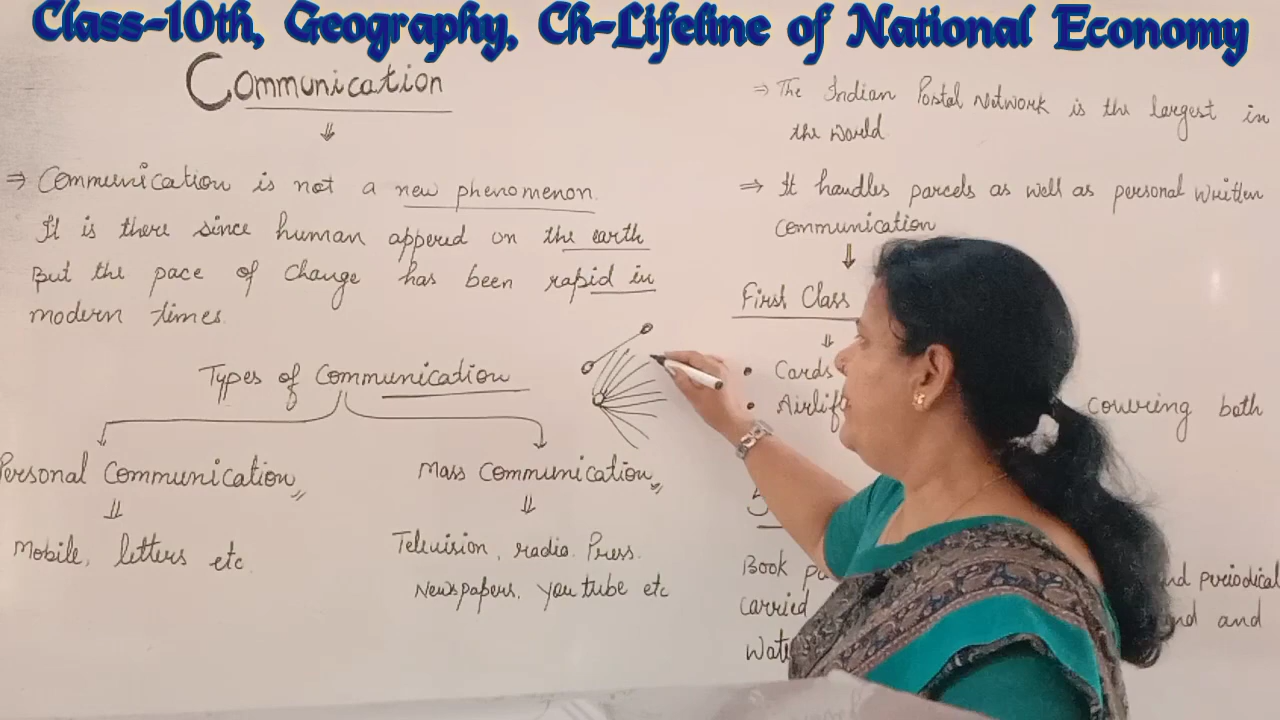 Class-10th, Geography, Ch-Lifeline of National Economy
Communication
⇒ Communication is not a new phenomenon.
It is there since human appered on the earth
But the pace of change has been rapid in
modern times.
Types of Communication
Personal Communication
Mobile, letters etc
Mass Communication
Television, radio. Press.
Newspapers, youtube etc
⇒ The Indian Postal Network is the largest in
the World
⇒ It handles parcels as well as personal written
communication
First Class
• Cards
• covering both
Book
and periodical
carried
and and